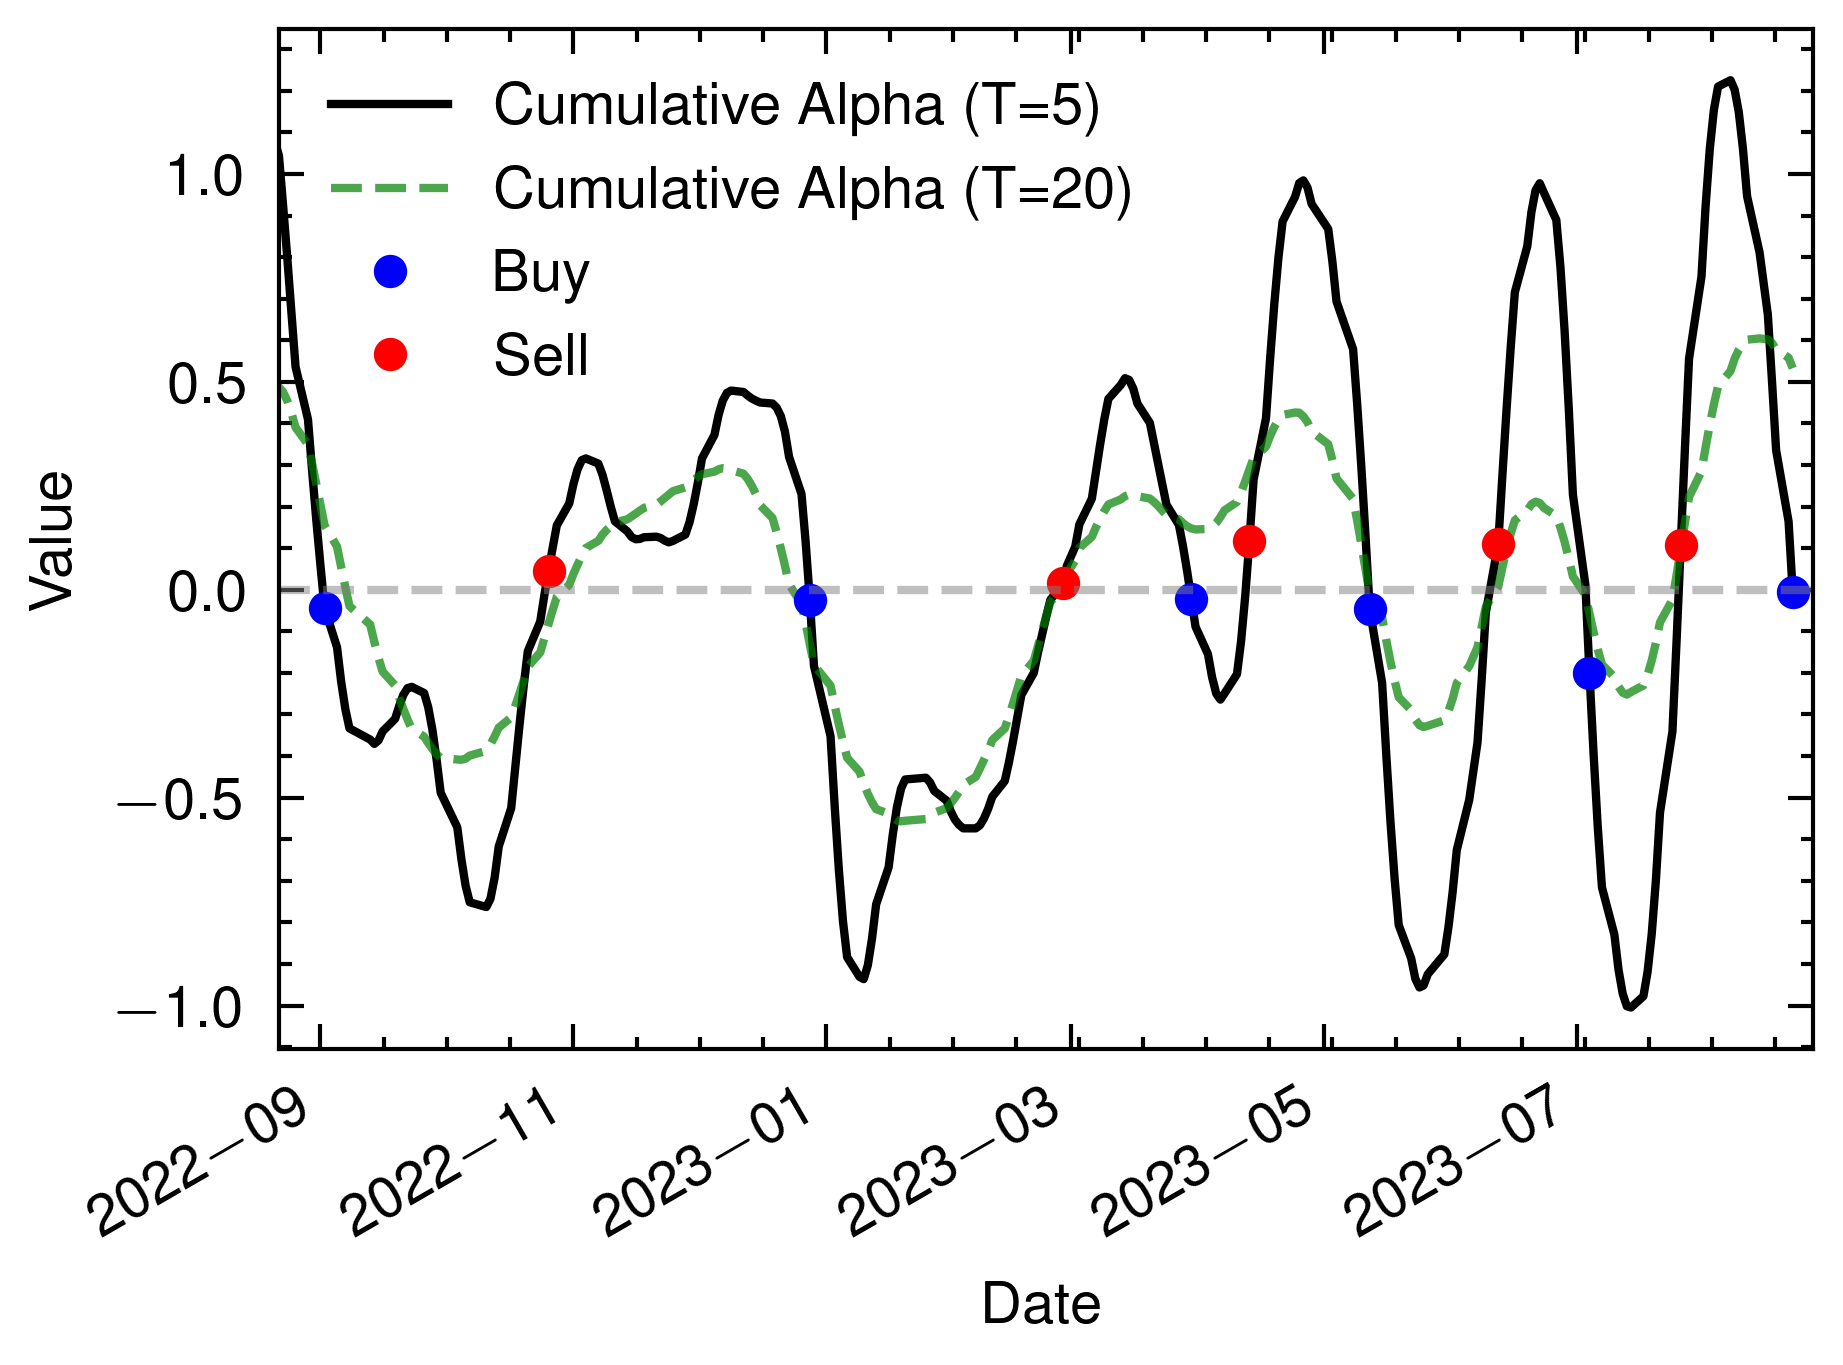 Cumulative Alpha (T=5)
Cumulative Alpha (T=20)
Buy
Sell
Value
1.0
0.5
0.0
−0.5
−1.0
2022−09
2022−11
2023−01
2023−03
2023−05
2023−07
Date